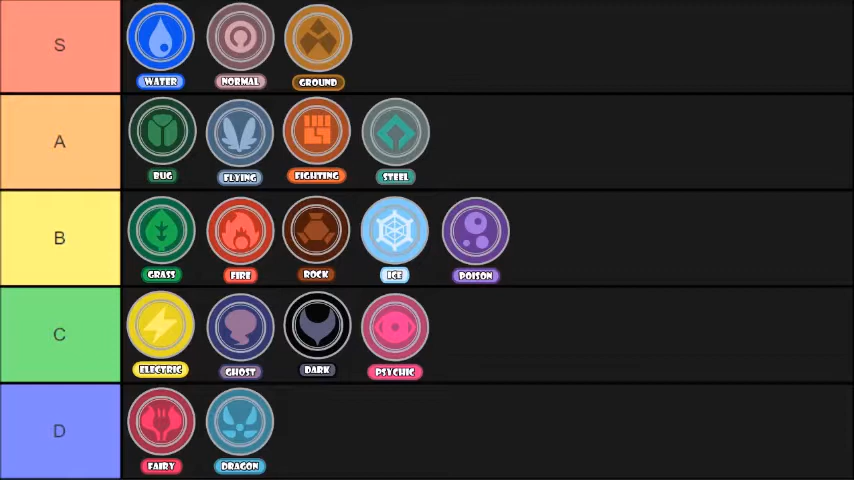 S
WATER
NORMAL
GROUND
A
BUG
FLYING
FIGHTING
STEEL
B
GRASS
FIRE
ROCK
ICE
POISON
C
ELECTRIC
GHOST
DARK
PSYCHIC
D
FAIRY
DRAGON